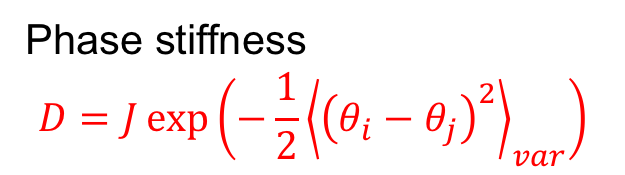 Phase stiffness
D = J exp(−1/2⟨(θᵢ − θⱼ)²⟩ᵥₐᵣ)